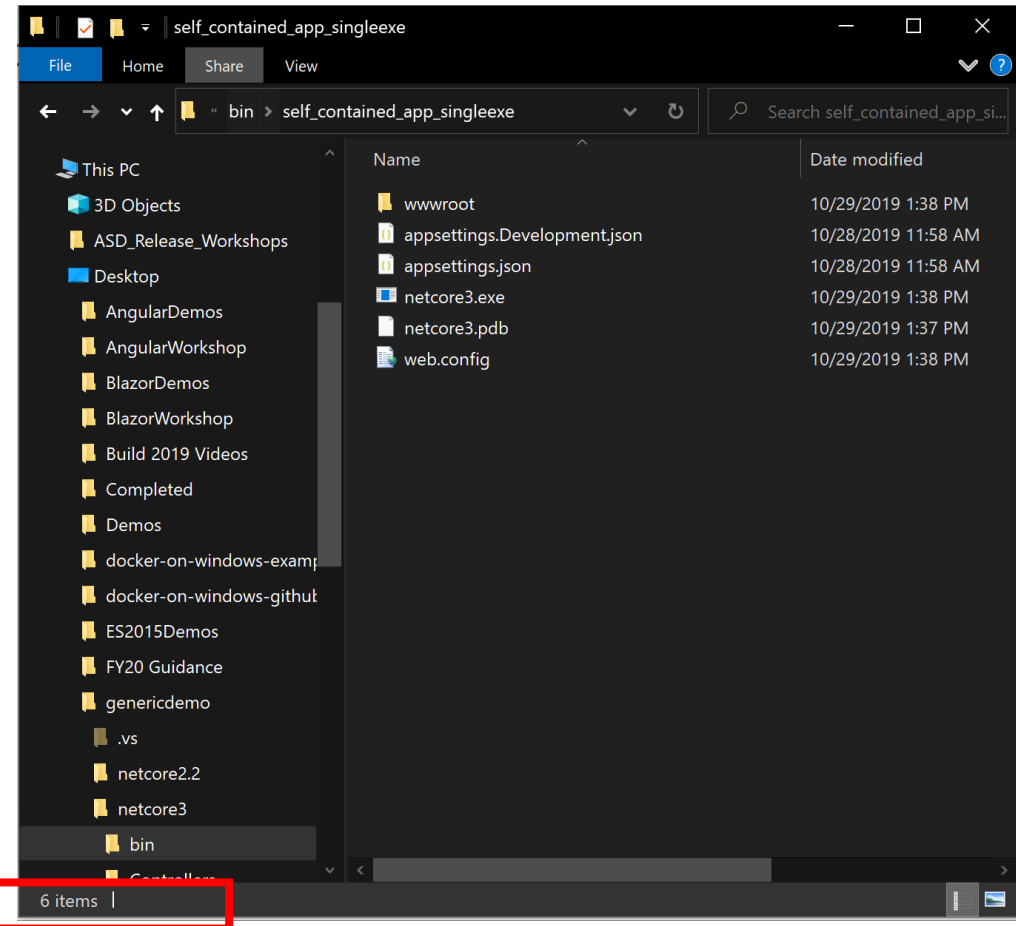 self_contained_app_singleexe
File Home Share View
« bin > self_contained_app_singleexe
Search self_contained_app_si...
This PC
3D Objects
ASD_Release_Workshops
Desktop
AngularDemos
AngularWorkshop
BlazorDemos
BlazorWorkshop
Build 2019 Videos
Completed
Demos
docker-on-windows-examp
docker-on-windows-github
ES2015Demos
FY20 Guidance
genericdemo
.vs
netcore2.2
netcore3
bin
Controllers
Name Date modified
wwwroot 10/29/2019 1:38 PM
appsettings.Development.json 10/28/2019 11:58 AM
appsettings.json 10/28/2019 11:58 AM
netcore3.exe 10/29/2019 1:38 PM
netcore3.pdb 10/29/2019 1:37 PM
web.config 10/29/2019 1:38 PM
6 items